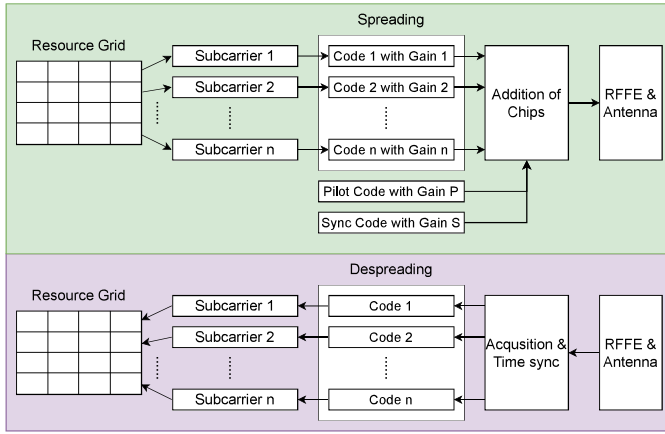 Spreading
Resource Grid
Subcarrier 1
Code 1 with Gain 1
Subcarrier 2
Code 2 with Gain 2
Subcarrier n
Code n with Gain n
Addition of
Chips
RFFE &
Antenna
Pilot Code with Gain P
Sync Code with Gain S
Despreading
Resource Grid
Subcarrier 1
Code 1
Subcarrier 2
Code 2
Subcarrier n
Code n
Acqusition &
Time sync
RFFE &
Antenna